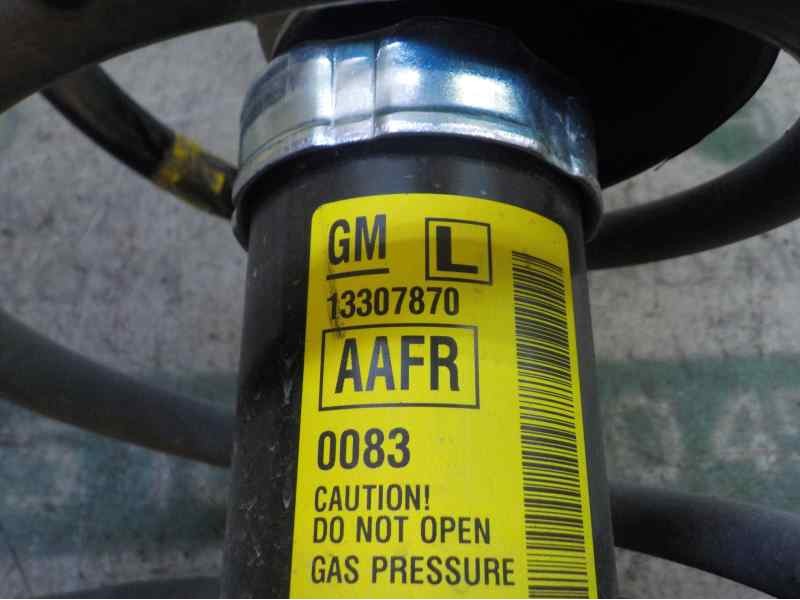 GM L
13307870
AAFR
0083
CAUTION!
DO NOT OPEN
GAS PRESSURE